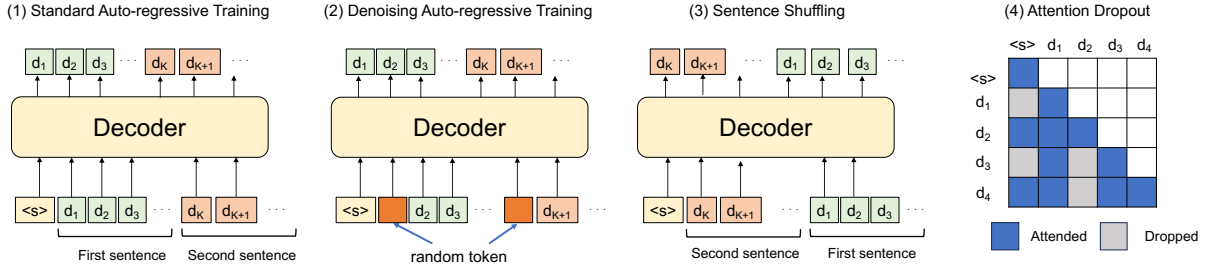 (1) Standard Auto-regressive Training
d1 d2 d3 ... dK dK+1 ...
Decoder
<s> d1 d2 d3 ... dK dK+1 ...
First sentence Second sentence
(2) Denoising Auto-regressive Training
d1 d2 d3 ... dK dK+1 ...
Decoder
<s> d2 d3 ... dK+1 ...
random token
(3) Sentence Shuffling
dK dK+1 ... d1 d2 d3 ...
Decoder
<s> dK dK+1 ... d1 d2 d3 ...
Second sentence First sentence
(4) Attention Dropout
<s> d1 d2 d3 d4
<s>
d1
d2
d3
d4
Attended Dropped